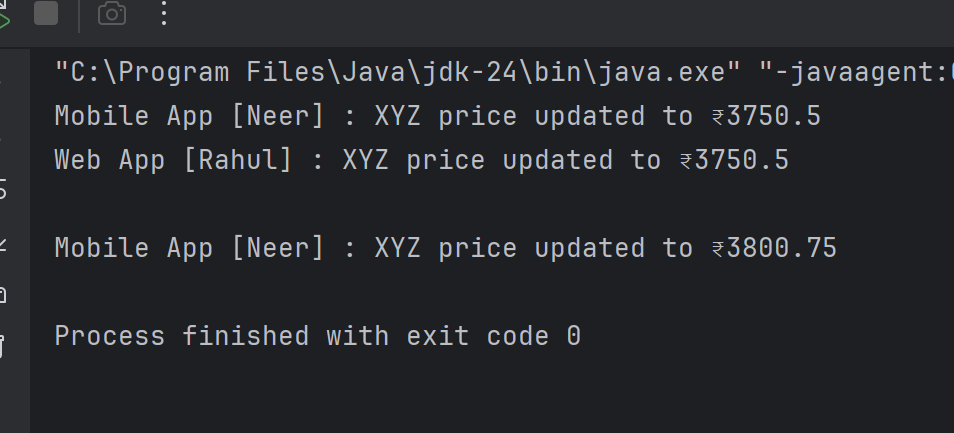 "C:\Program Files\Java\jdk-24\bin\java.exe" "-javaagent:
Mobile App [Neer] : XYZ price updated to ₹3750.5
Web App [Rahul] : XYZ price updated to ₹3750.5
Mobile App [Neer] : XYZ price updated to ₹3800.75
Process finished with exit code 0